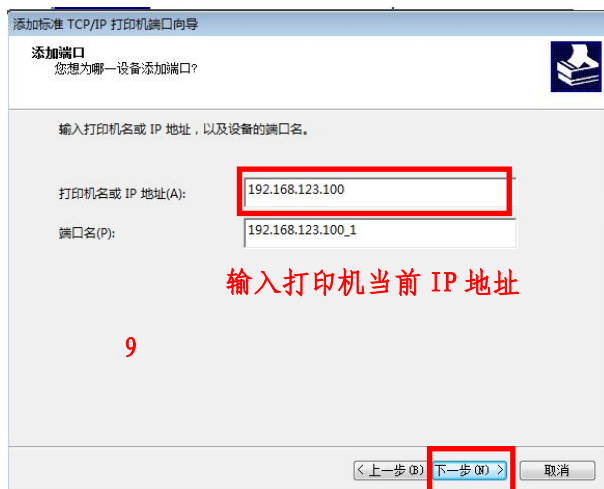 添加标准 TCP/IP 打印机端口向导
添加端口
您想为哪一设备添加端口?
输入打印机名或 IP 地址，以及设备的端口名。
打印机名或 IP 地址(A):
192.168.123.100
端口名(P):
192.168.123.100_1
输入打印机当前 IP 地址
9
< 上一步(B)
下一步(N) >
取消